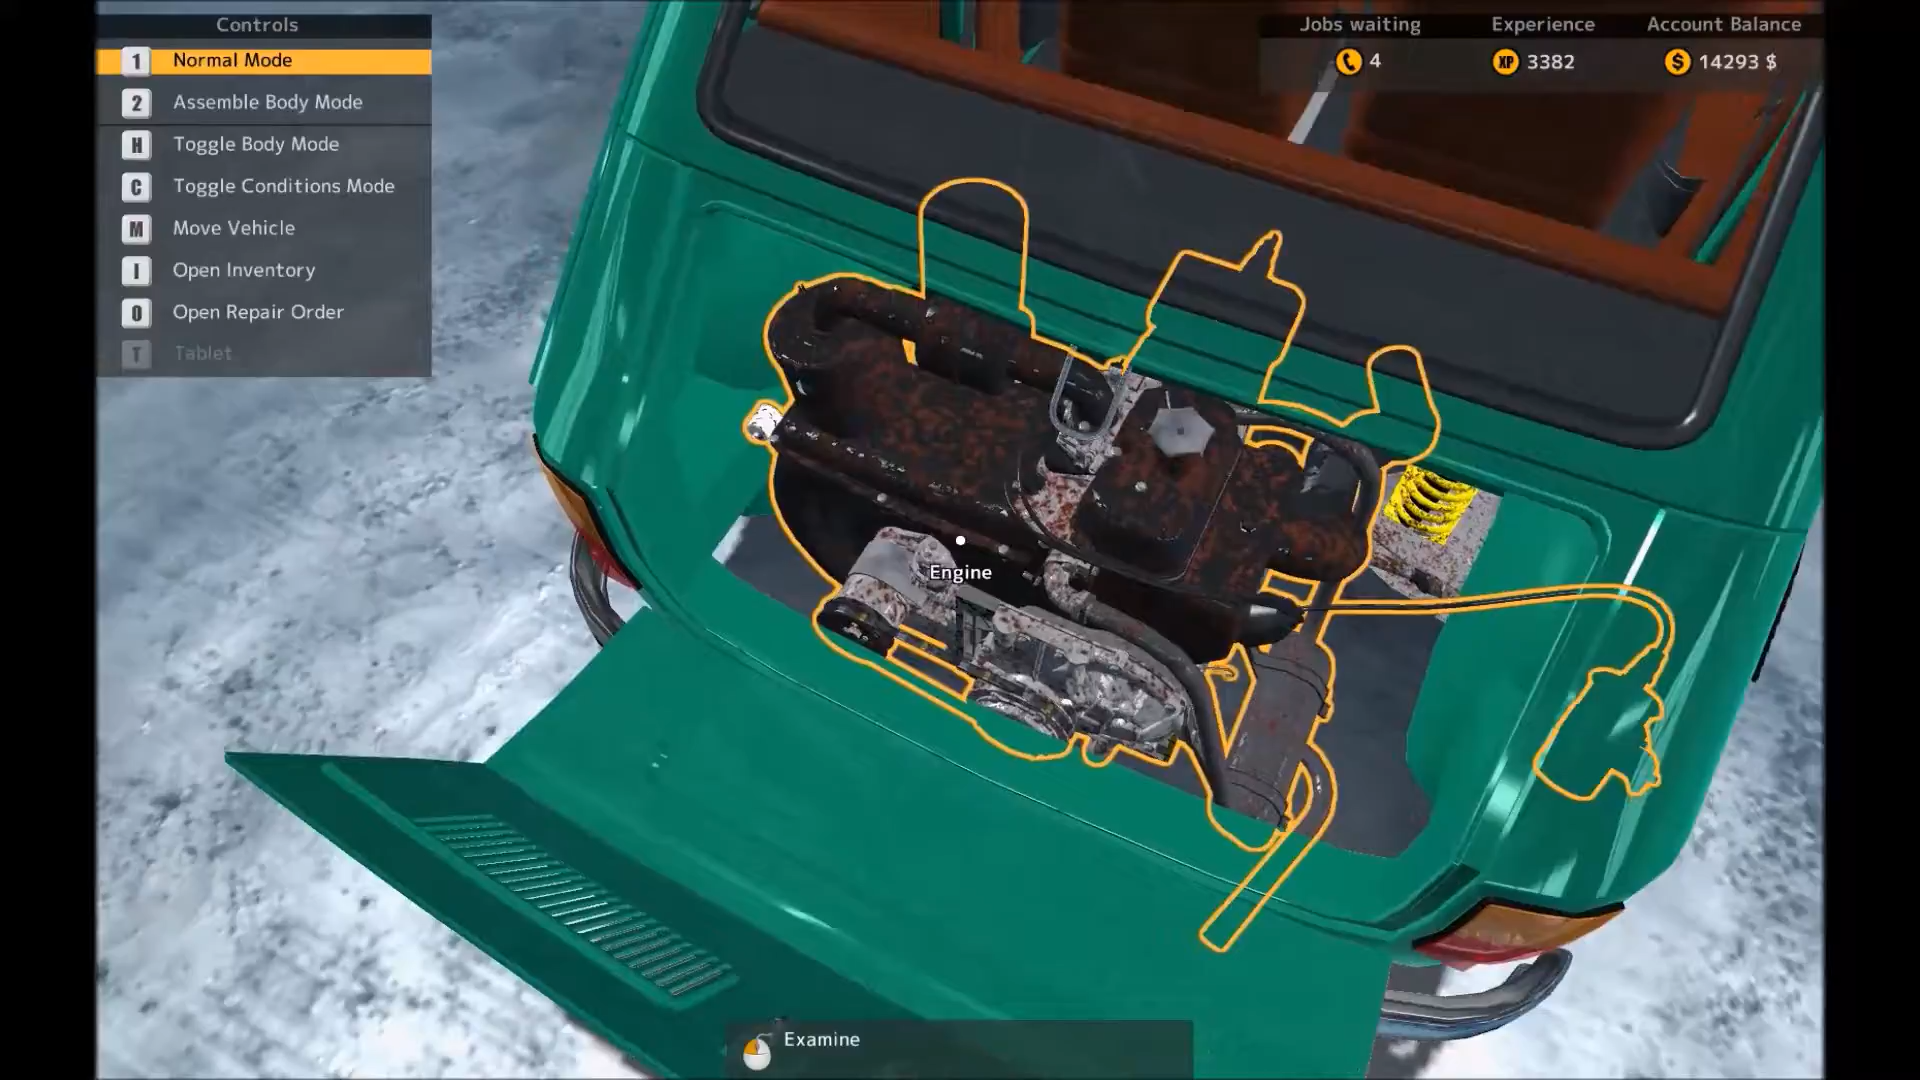 Controls
1 Normal Mode
2 Assemble Body Mode
H Toggle Body Mode
C Toggle Conditions Mode
M Move Vehicle
I Open Inventory
O Open Repair Order
T Tablet
Jobs waiting Experience Account Balance
4 XP 3382 $ 14293 $
Engine
Examine